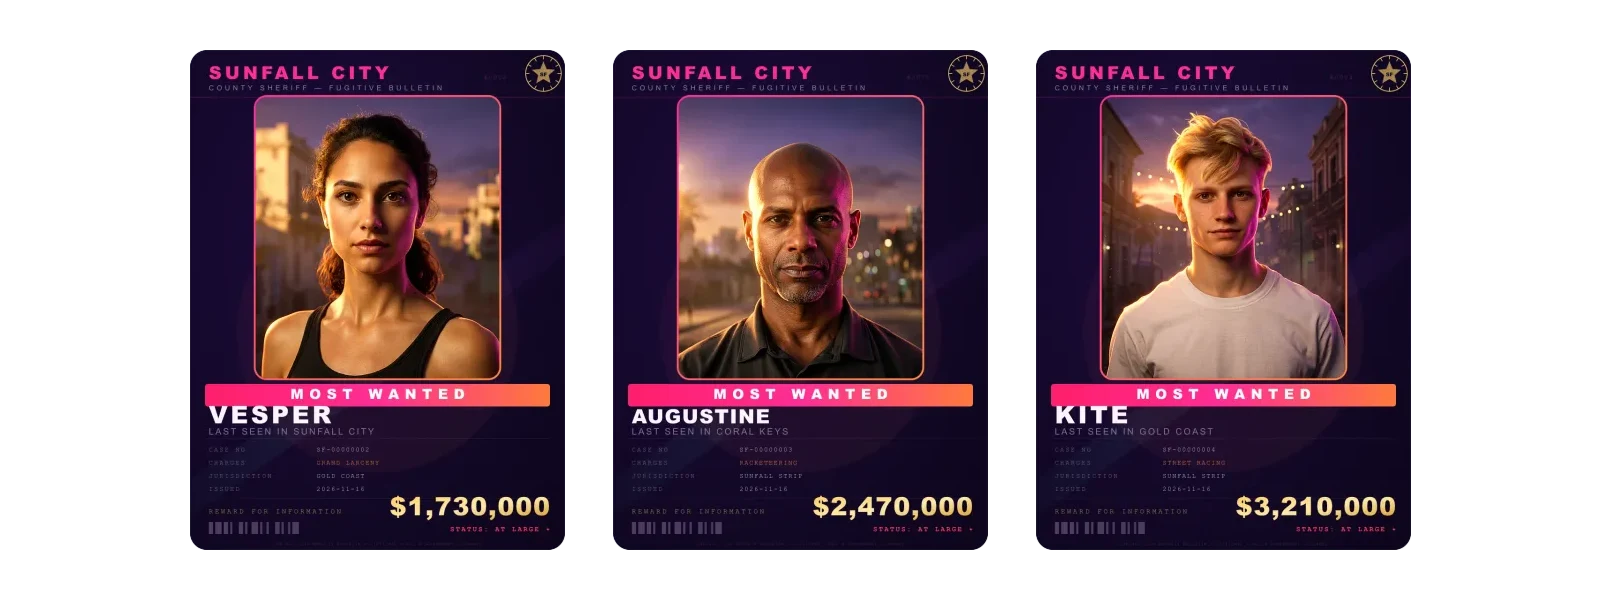 SUNFALL CITY
COUNTY SHERIFF — FUGITIVE BULLETIN
SF
MOST WANTED
VESPER
LAST SEEN IN SUNFALL CITY
CASE NO SF-00000002
CHARGES GRAND LARCENY
JURISDICTION GOLD COAST
ISSUED 2026-11-16
REWARD FOR INFORMATION $1,730,000
STATUS: AT LARGE
SUNFALL CITY
COUNTY SHERIFF — FUGITIVE BULLETIN
SF
MOST WANTED
AUGUSTINE
LAST SEEN IN CORAL KEYS
CASE NO SF-00000003
CHARGES RACKETEERING
JURISDICTION SUNFALL STRIP
ISSUED 2026-11-16
REWARD FOR INFORMATION $2,470,000
STATUS: AT LARGE
SUNFALL CITY
COUNTY SHERIFF — FUGITIVE BULLETIN
SF
MOST WANTED
KITE
LAST SEEN IN GOLD COAST
CASE NO SF-00000004
CHARGES STREET RACING
JURISDICTION SUNFALL STRIP
ISSUED 2026-11-16
REWARD FOR INFORMATION $3,210,000
STATUS: AT LARGE